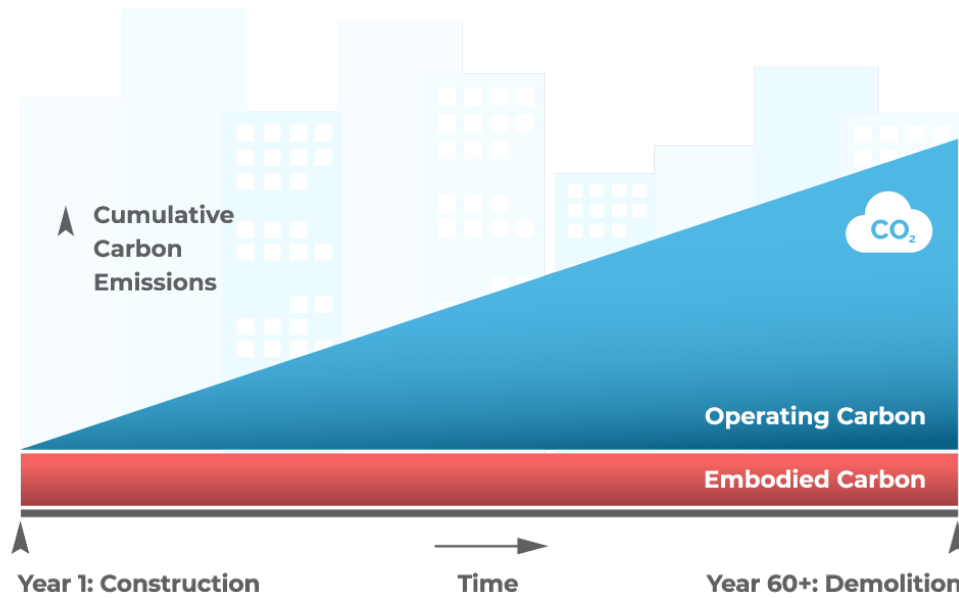 Cumulative
Carbon
Emissions
CO₂
Operating Carbon
Embodied Carbon
Year 1: Construction
Time
Year 60+: Demolition